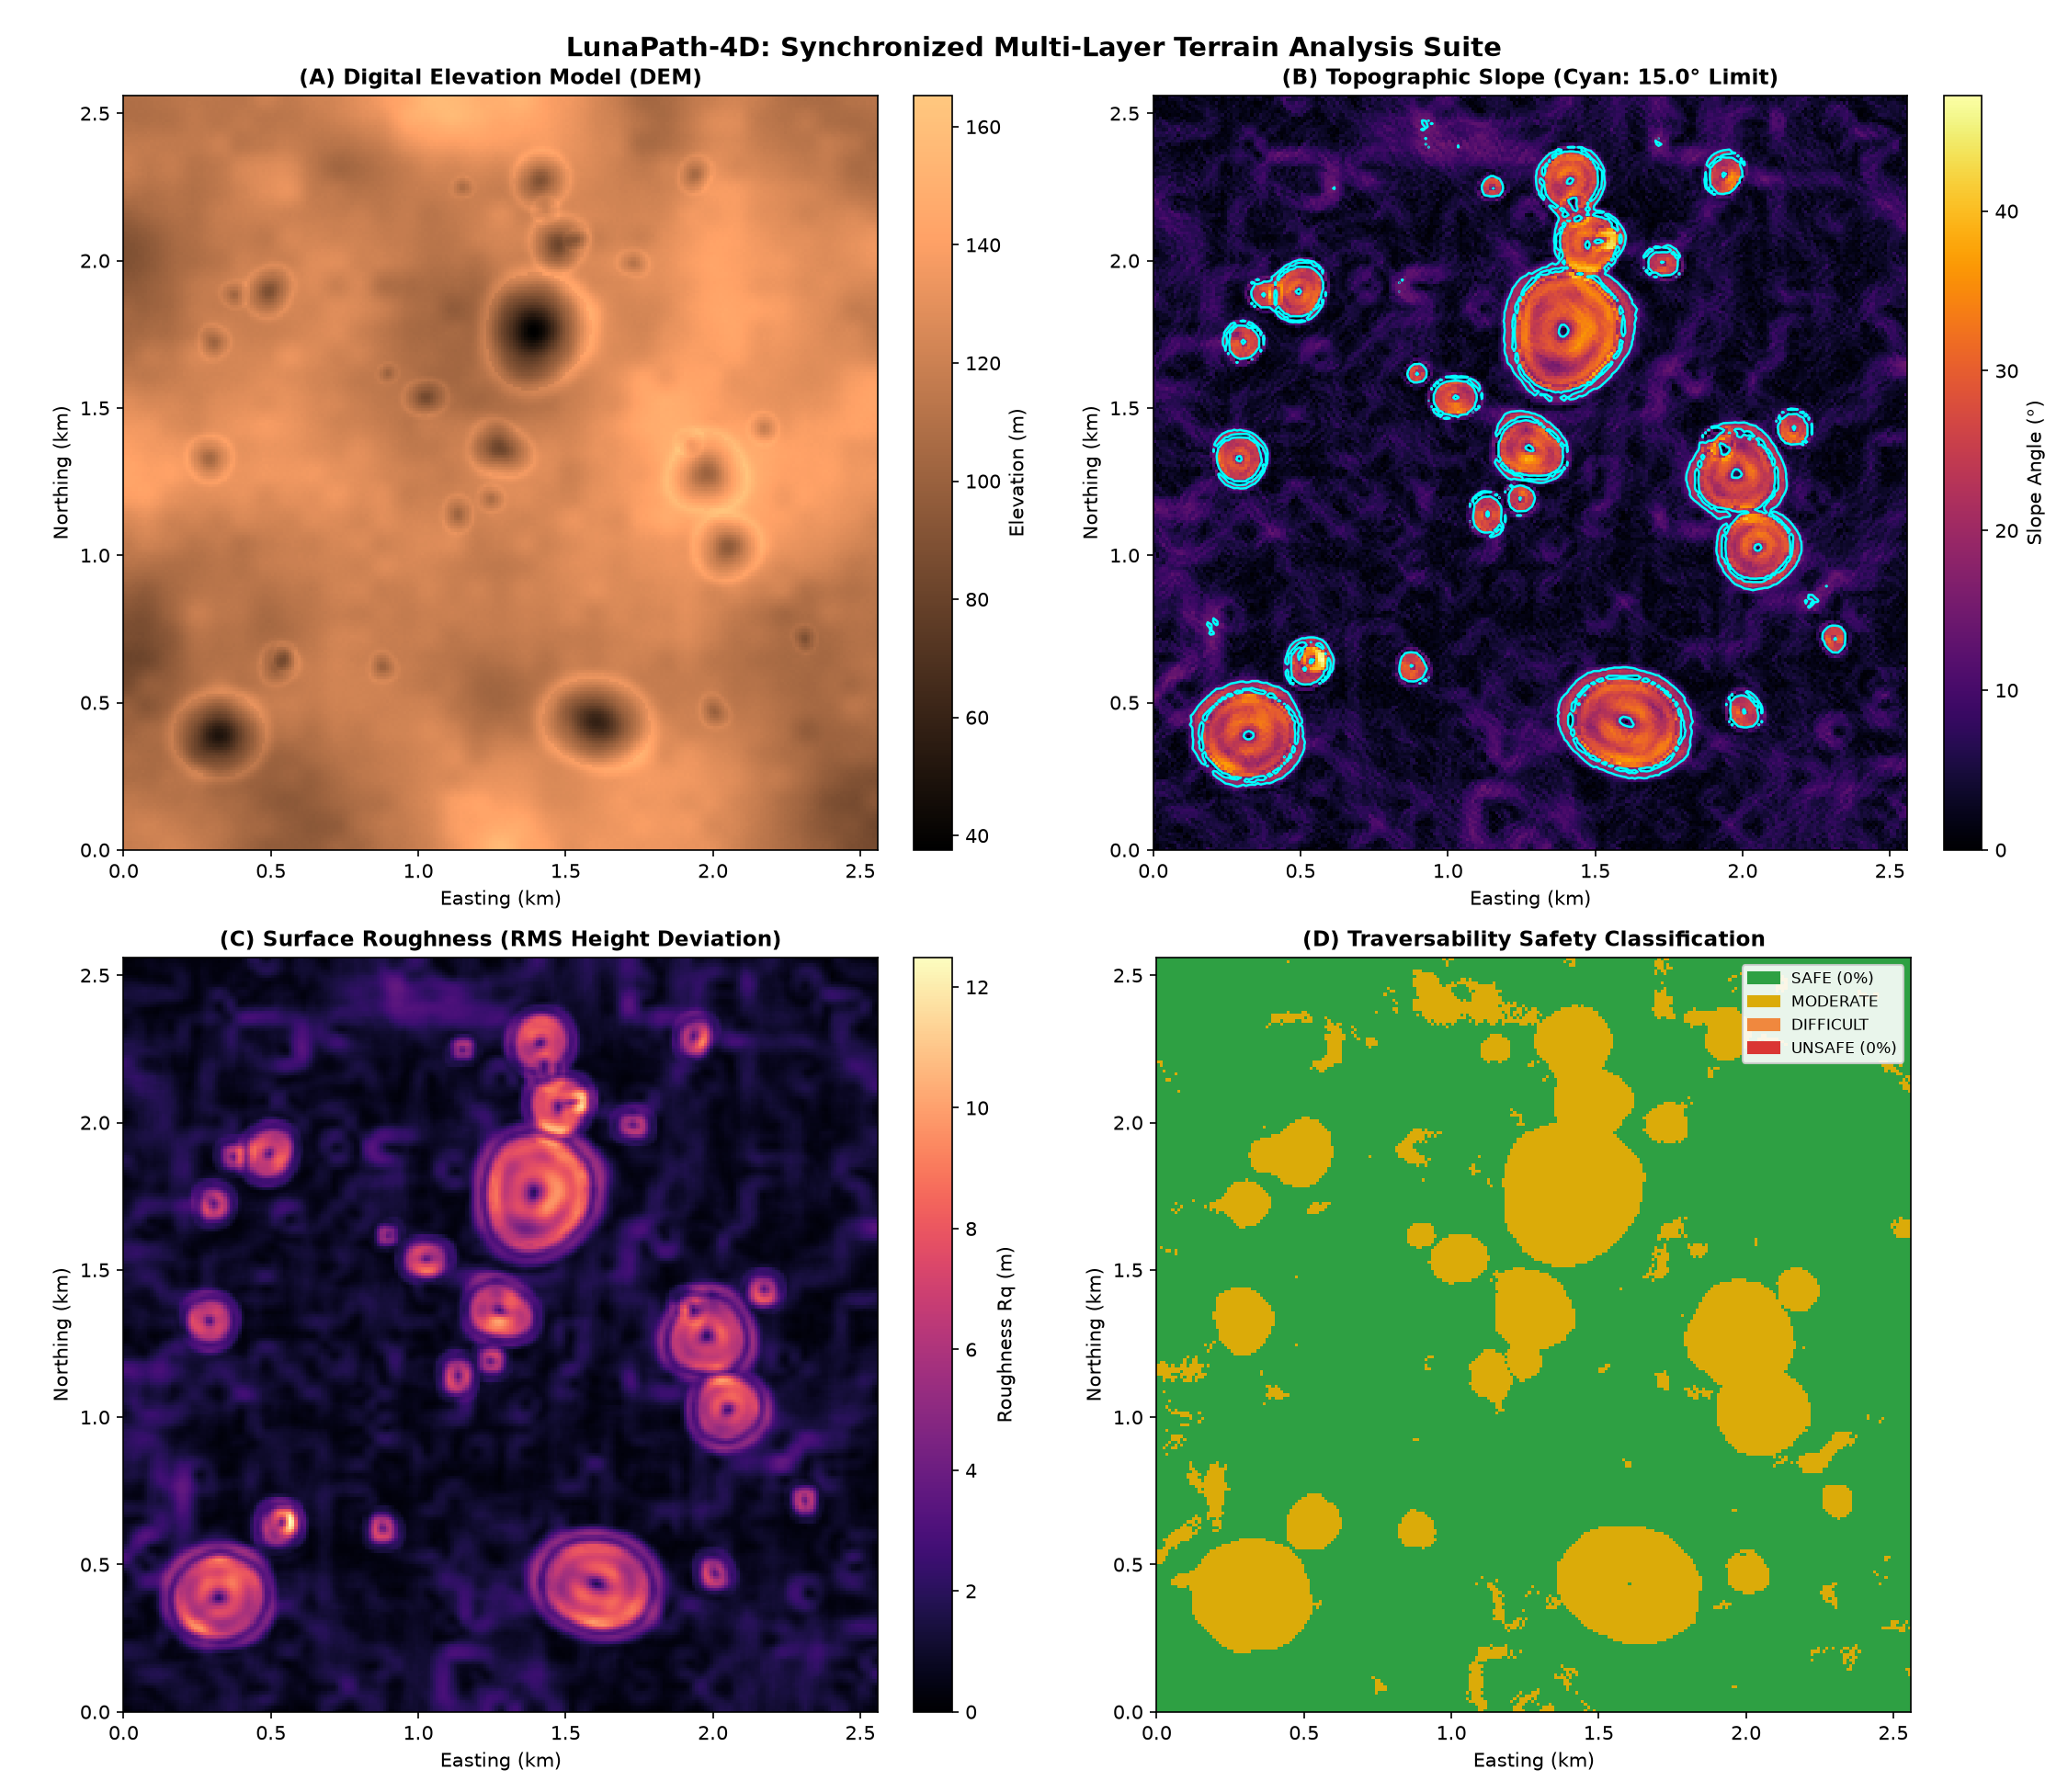 LunaPath-4D: Synchronized Multi-Layer Terrain Analysis Suite
(A) Digital Elevation Model (DEM)
2.5
2.0
1.5
1.0
0.5
0.0
Northing (km)
0.0 0.5 1.0 1.5 2.0 2.5
Easting (km)
160
140
120
100
80
60
40
Elevation (m)
(B) Topographic Slope (Cyan: 15.0° Limit)
2.5
2.0
1.5
1.0
0.5
0.0
Northing (km)
0.0 0.5 1.0 1.5 2.0 2.5
Easting (km)
40
30
20
10
0
Slope Angle (°)
(C) Surface Roughness (RMS Height Deviation)
2.5
2.0
1.5
1.0
0.5
0.0
Northing (km)
0.0 0.5 1.0 1.5 2.0 2.5
Easting (km)
12
10
8
6
4
2
0
Roughness Rq (m)
(D) Traversability Safety Classification
SAFE (0%)
MODERATE
DIFFICULT
UNSAFE (0%)
2.5
2.0
1.5
1.0
0.5
0.0
Northing (km)
0.0 0.5 1.0 1.5 2.0 2.5
Easting (km)